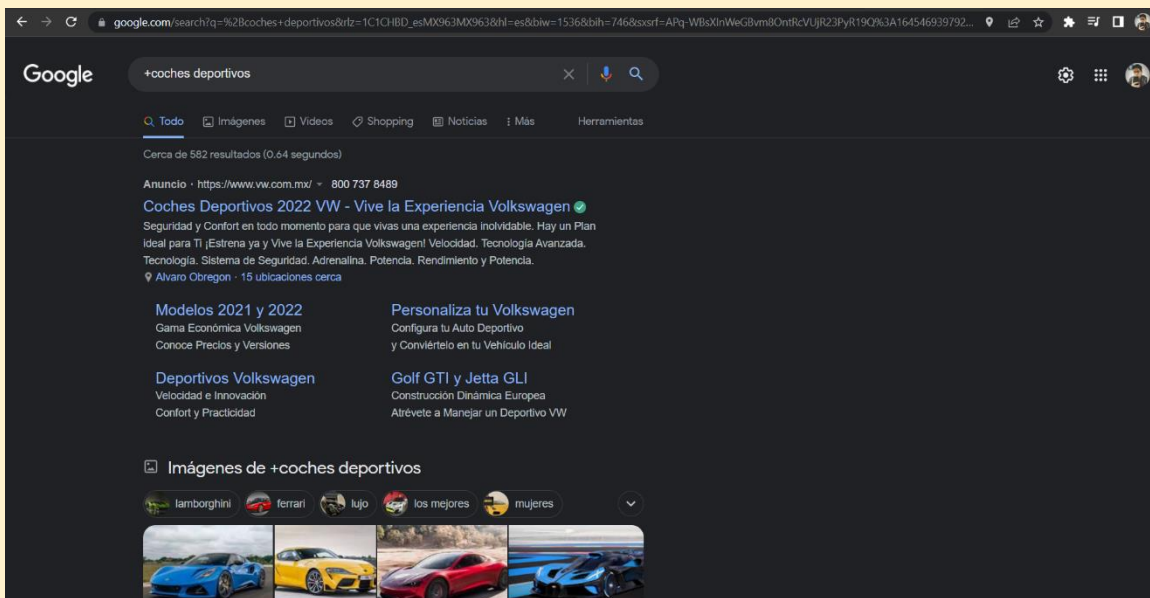 google.com/search?q=%2Bcoches+deportivos&rlz=1C1CHBD_esMX963MX963&hl=es&biw=1536&bih=746&sxsrf=APq-WBsXInWeGBvm8OntRcVUjR23PyR19Q%3A164546939792...
Google
+coches deportivos
Todo Imágenes Videos Shopping Noticias Más Herramientas
Cerca de 582 resultados (0.64 segundos)
Anuncio · https://www.vw.com.mx/ 800 737 8489
Coches Deportivos 2022 VW - Vive la Experiencia Volkswagen
Seguridad y Confort en todo momento para que vivas una experiencia inolvidable. Hay un Plan
ideal para Ti ¡Estrena ya y Vive la Experiencia Volkswagen! Velocidad. Tecnología Avanzada.
Tecnología. Sistema de Seguridad. Adrenalina. Potencia. Rendimiento y Potencia.
Alvaro Obregon · 15 ubicaciones cerca
Modelos 2021 y 2022
Gama Económica Volkswagen
Conoce Precios y Versiones
Personaliza tu Volkswagen
Configura tu Auto Deportivo
y Conviértelo en tu Vehículo Ideal
Deportivos Volkswagen
Velocidad e Innovación
Confort y Practicidad
Golf GTI y Jetta GLI
Construcción Dinámica Europea
Atrévete a Manejar un Deportivo VW
Imágenes de +coches deportivos
lamborghini ferrari lujo los mejores mujeres